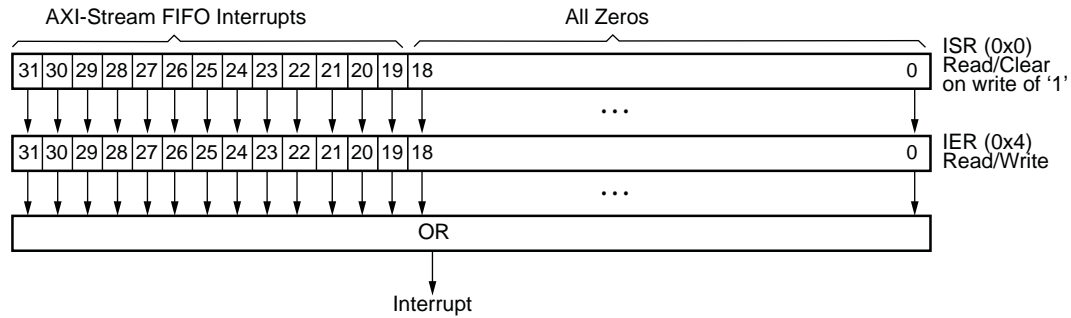 AXI-Stream FIFO Interrupts All Zeros
31 30 29 28 27 26 25 24 23 22 21 20 19 18 0
ISR (0x0)
Read/Clear
on write of ‘1’
...
31 30 29 28 27 26 25 24 23 22 21 20 19 18 0
IER (0x4)
Read/Write
...
OR
Interrupt